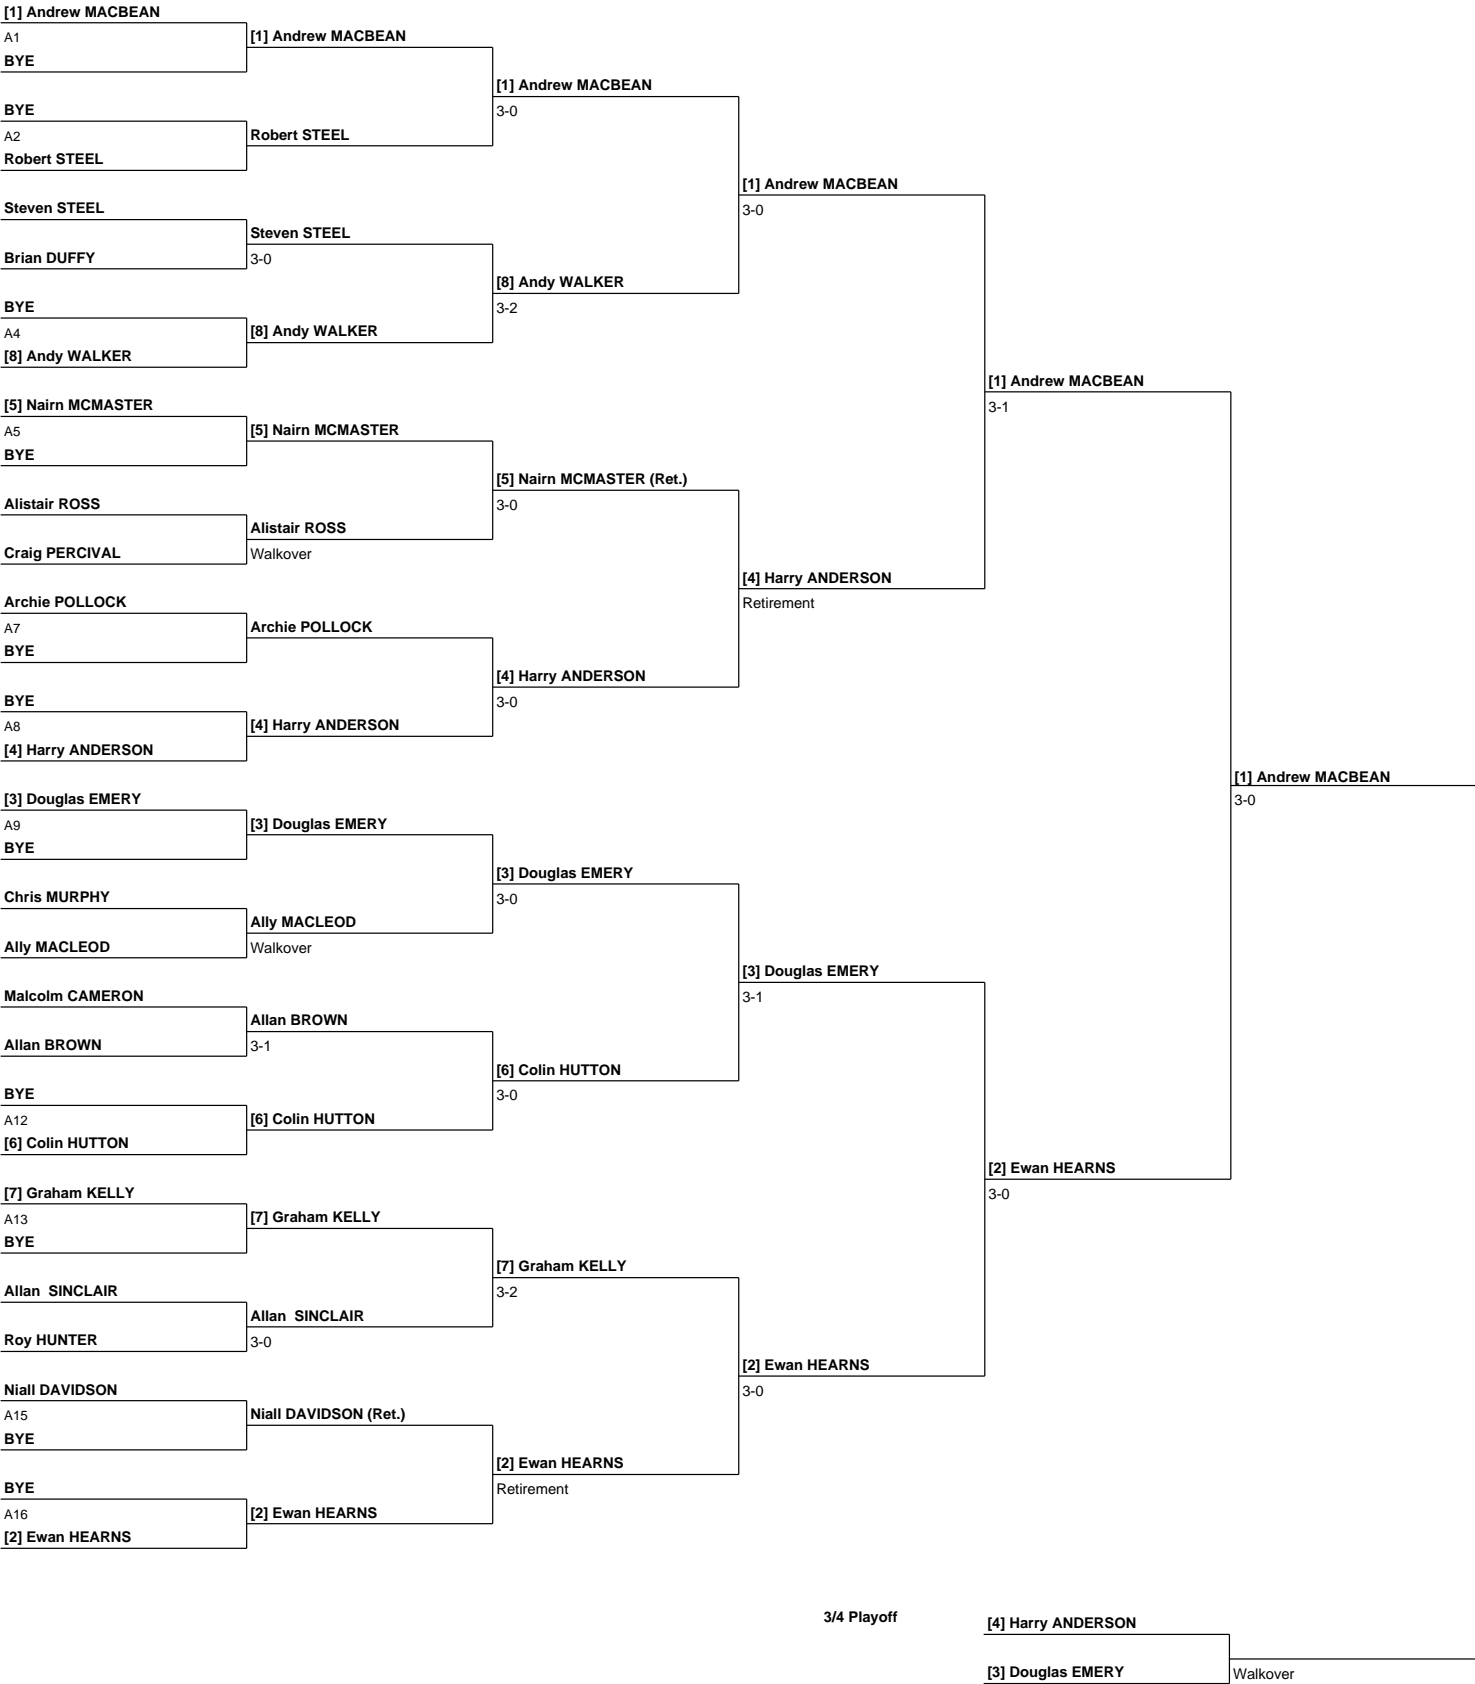 [1] Andrew MACBEAN
A1
BYE
BYE
A2
Robert STEEL
Steven STEEL
Brian DUFFY
BYE
A4
[8] Andy WALKER
[5] Nairn MCMASTER
A5
BYE
Alistair ROSS
Craig PERCIVAL
Archie POLLOCK
A7
BYE
BYE
A8
[4] Harry ANDERSON
[3] Douglas EMERY
A9
BYE
Chris MURPHY
Ally MACLEOD
Malcolm CAMERON
Allan BROWN
BYE
A12
[6] Colin HUTTON
[7] Graham KELLY
A13
BYE
Allan  SINCLAIR
Roy HUNTER
Niall DAVIDSON
A15
BYE
BYE
A16
[2] Ewan HEARNS
[1] Andrew MACBEAN
Robert STEEL
Steven STEEL
3-0
[8] Andy WALKER
[5] Nairn MCMASTER
Alistair ROSS
Walkover
Archie POLLOCK
[4] Harry ANDERSON
[3] Douglas EMERY
Ally MACLEOD
Walkover
Allan BROWN
3-1
[6] Colin HUTTON
[7] Graham KELLY
Allan  SINCLAIR
3-0
Niall DAVIDSON (Ret.)
[2] Ewan HEARNS
[1] Andrew MACBEAN
3-0
[8] Andy WALKER
3-2
[5] Nairn MCMASTER (Ret.)
3-0
[4] Harry ANDERSON
3-0
[3] Douglas EMERY
3-0
[6] Colin HUTTON
3-0
[7] Graham KELLY
3-2
[2] Ewan HEARNS
Retirement
[1] Andrew MACBEAN
3-0
[4] Harry ANDERSON
Retirement
[3] Douglas EMERY
3-1
[2] Ewan HEARNS
3-0
[1] Andrew MACBEAN
3-1
[2] Ewan HEARNS
3-0
[1] Andrew MACBEAN
3-0
3/4 Playoff
[4] Harry ANDERSON
[3] Douglas EMERY
Walkover